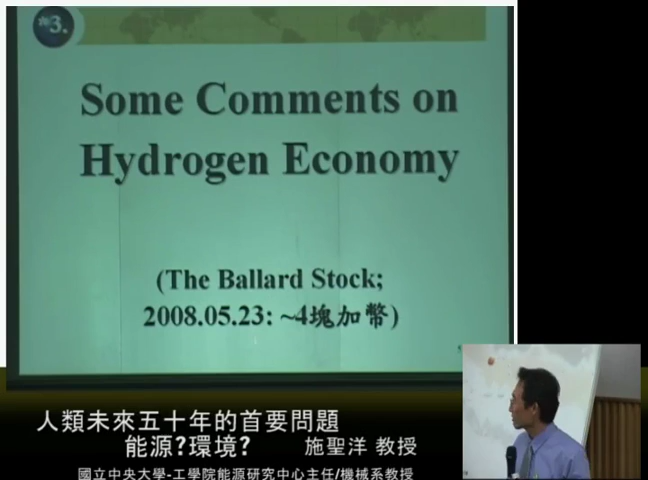 3.
Some Comments on
Hydrogen Economy
(The Ballard Stock;
2008.05.23: ~4塊加幣)
人類未來五十年的首要問題
能源?環境? 施聖洋 教授
國立中央大學-工學院能源研究中心主任/機械系教授